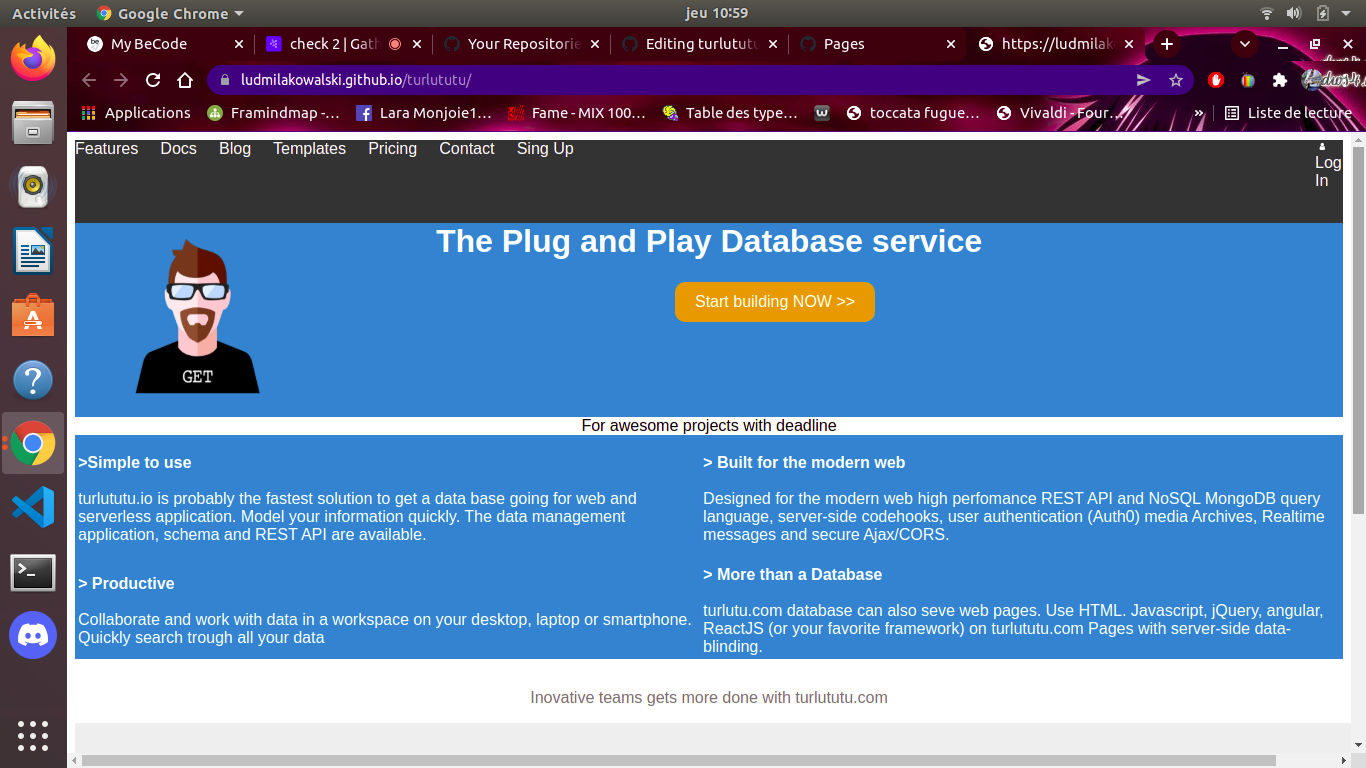 Activités Google Chrome jeu 10:59
My BeCode check 2 | Gath Your Repositorie Editing turlututu Pages https://ludmilak
ludmilakowalski.github.io/turlututu/
Applications Framindmap -... Lara Monjoie1... Fame - MIX 100... Table des type... toccata fugue... Vivaldi - Four... » Liste de lecture
Features Docs Blog Templates Pricing Contact Sing Up
Log
In
The Plug and Play Database service
Start building NOW >>
GET
For awesome projects with deadline
>Simple to use
turlututu.io is probably the fastest solution to get a data base going for web and
serverless application. Model your information quickly. The data management
application, schema and REST API are available.
> Productive
Collaborate and work with data in a workspace on your desktop, laptop or smartphone.
Quickly search trough all your data
> Built for the modern web
Designed for the modern web high perfomance REST API and NoSQL MongoDB query
language, server-side codehooks, user authentication (Auth0) media Archives, Realtime
messages and secure Ajax/CORS.
> More than a Database
turlutu.com database can also seve web pages. Use HTML. Javascript, jQuery, angular,
ReactJS (or your favorite framework) on turlututu.com Pages with server-side data-
blinding.
Inovative teams gets more done with turlututu.com